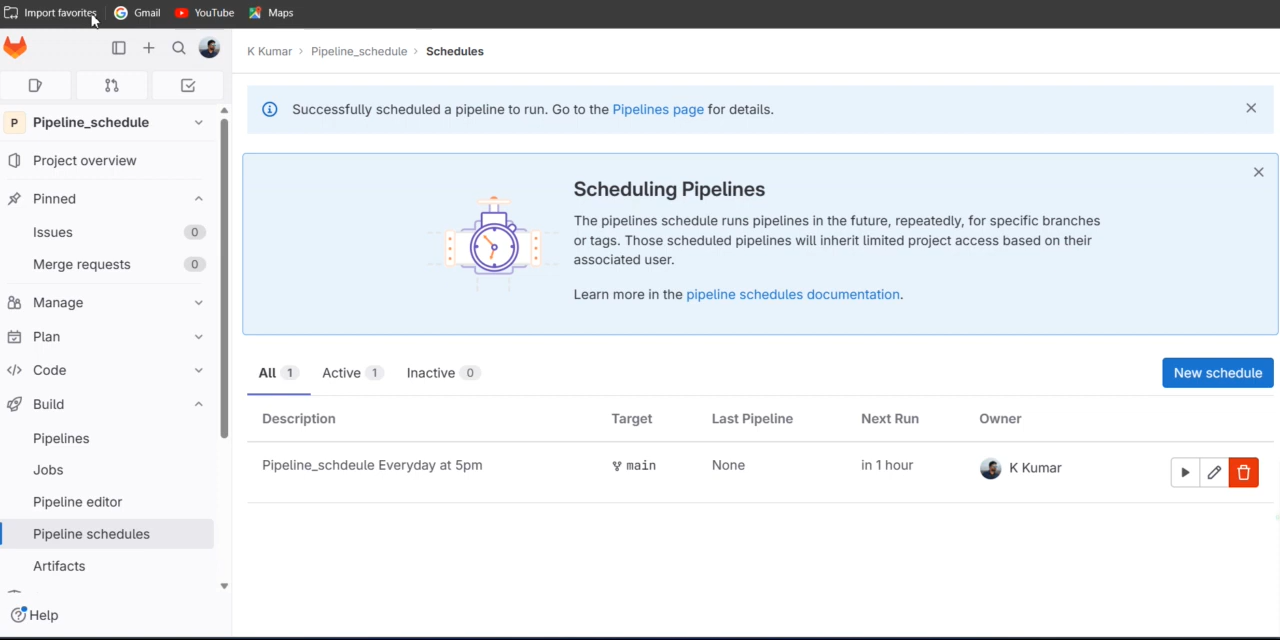 Import favorites Gmail YouTube Maps
K Kumar > Pipeline_schedule > Schedules
Successfully scheduled a pipeline to run. Go to the Pipelines page for details.
P Pipeline_schedule
Project overview
Pinned
Issues 0
Merge requests 0
Manage
Plan
Code
Build
Pipelines
Jobs
Pipeline editor
Pipeline schedules
Artifacts
Help
Scheduling Pipelines
The pipelines schedule runs pipelines in the future, repeatedly, for specific branches
or tags. Those scheduled pipelines will inherit limited project access based on their
associated user.
Learn more in the pipeline schedules documentation.
All 1 Active 1 Inactive 0
New schedule
Description Target Last Pipeline Next Run Owner
Pipeline_schdeule Everyday at 5pm main None in 1 hour K Kumar